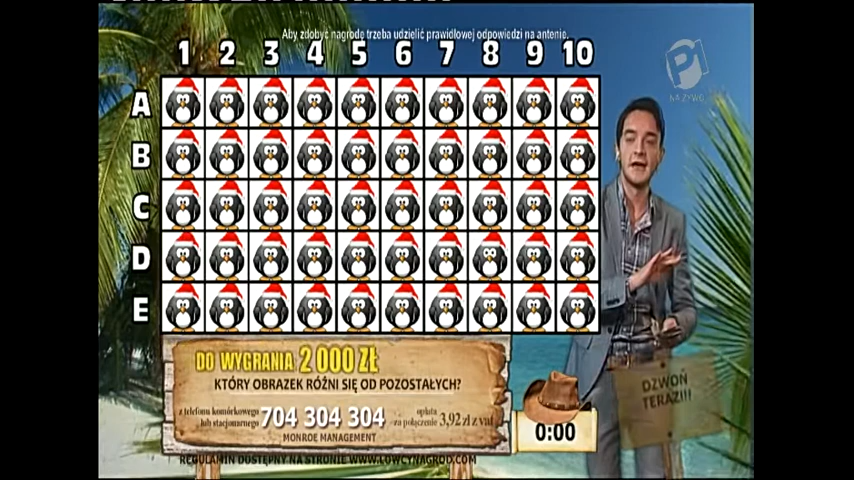 Aby zdobyć nagrodę trzeba udzielić prawidłowej odpowiedzi na antenie.
1 2 3 4 5 6 7 8 9 10
A
B
C
D
E
NA ŻYWO
DO WYGRANIA 2 000 ZŁ
KTÓRY OBRAZEK RÓŻNI SIĘ OD POZOSTAŁYCH?
z telefonu komórkowego lub stacjonarnego 704 304 304 opłata za połączenie 3,92 zł z vat
MONROE MANAGEMENT
0:00
DZWOŃ
TERAZ!!!
REGULAMIN DOSTĘPNY NA STRONIE WWW.LOWCYNAGROD.COM